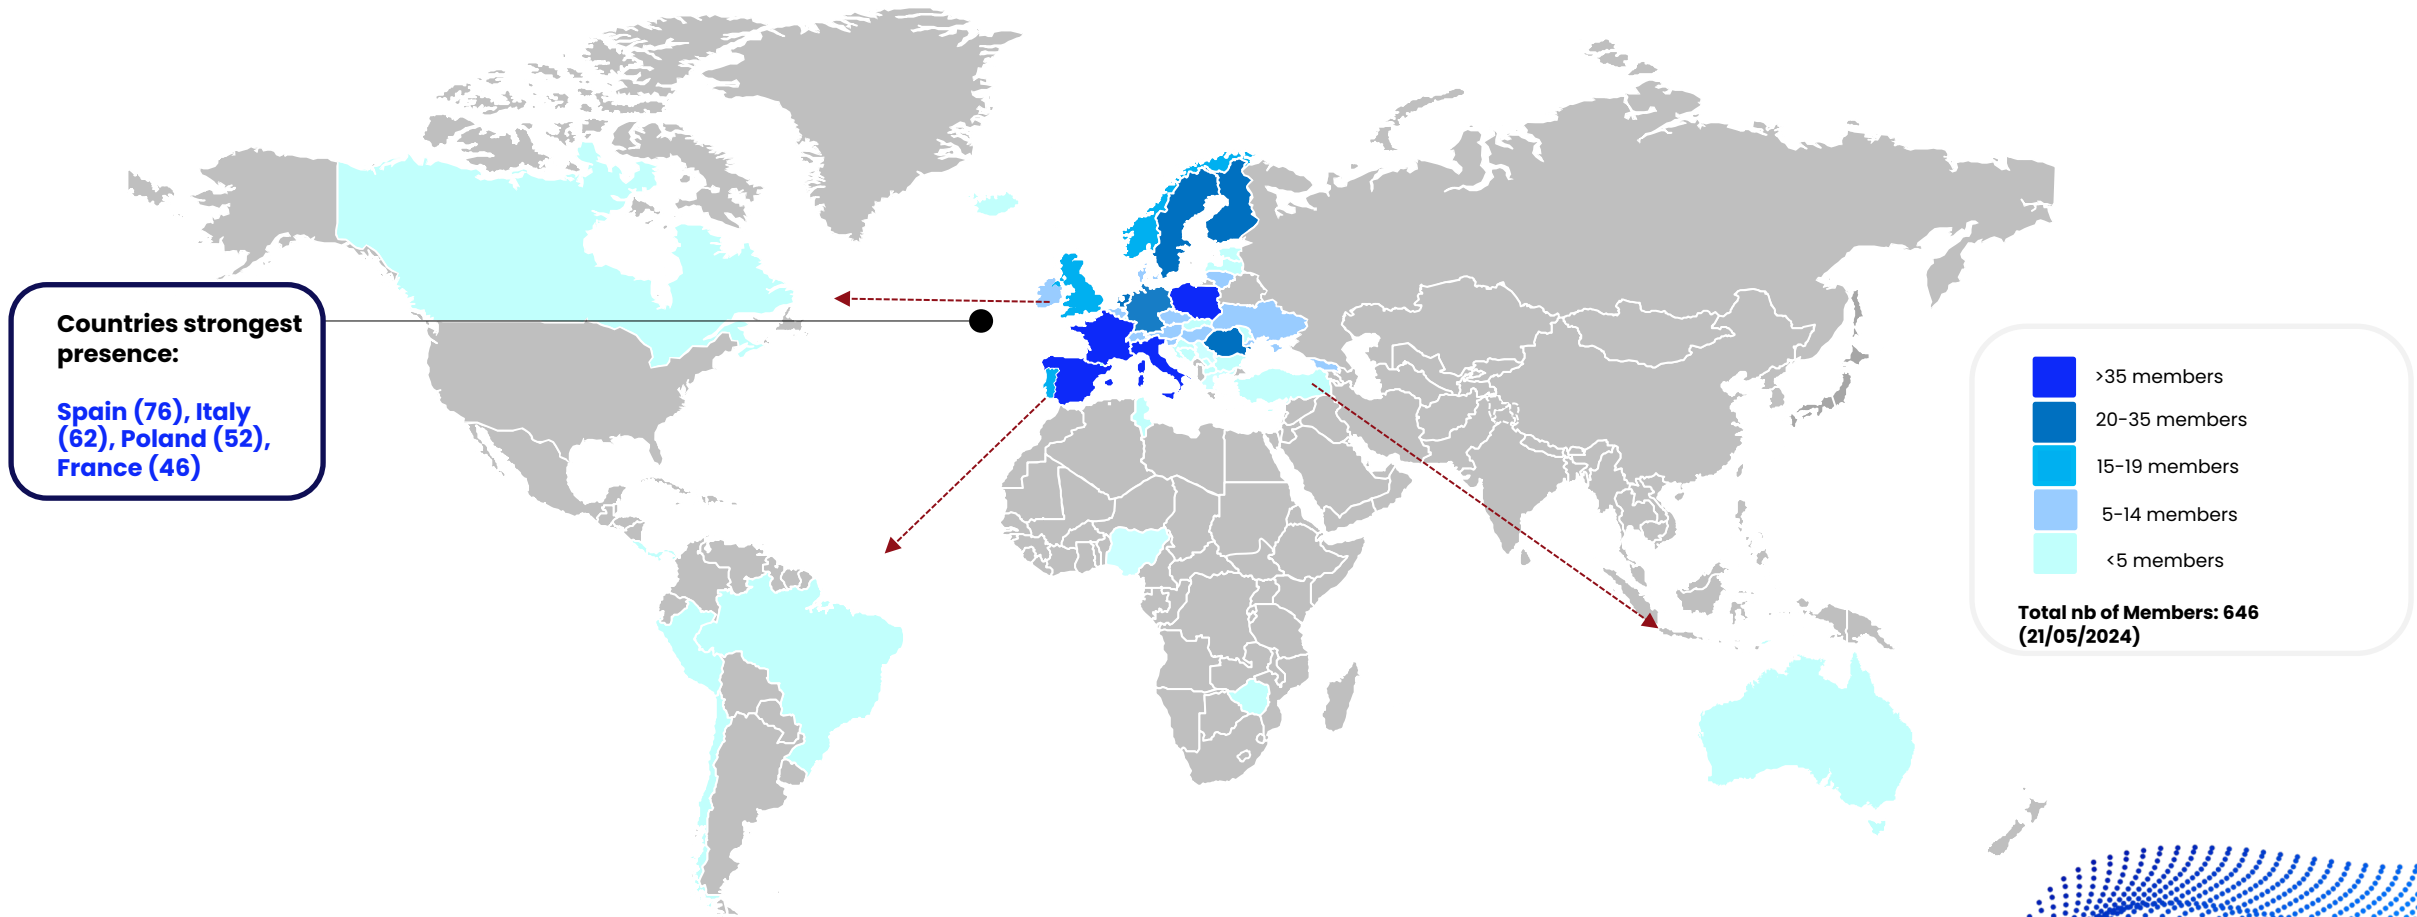 Countries strongest
presence:
Spain (76), Italy
(62), Poland (52),
France (46)
>35 members
20-35 members
15-19 members
5-14 members
<5 members
Total nb of Members: 646
(21/05/2024)